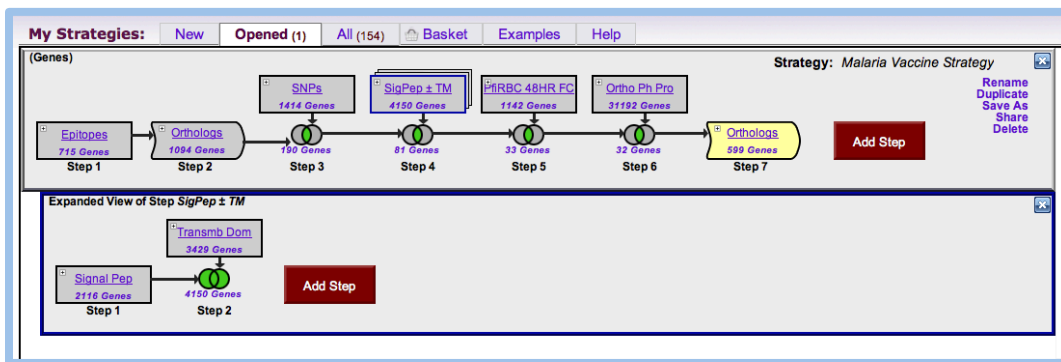 My Strategies: New Opened (1) All (154) Basket Examples Help
(Genes)
Strategy: Malaria Vaccine Strategy
Rename
Duplicate
Save As
Share
Delete
SNPs
1414 Genes
SigPep ± TM
4150 Genes
PfiRBC 48HR FC
1142 Genes
Ortho Ph Pro
31192 Genes
Epitopes
715 Genes
Step 1
Orthologs
1094 Genes
Step 2
190 Genes
Step 3
81 Genes
Step 4
33 Genes
Step 5
32 Genes
Step 6
Orthologs
599 Genes
Step 7
Add Step
Expanded View of Step SigPep ± TM
Transmb Dom
3429 Genes
Signal Pep
2116 Genes
Step 1
4150 Genes
Step 2
Add Step